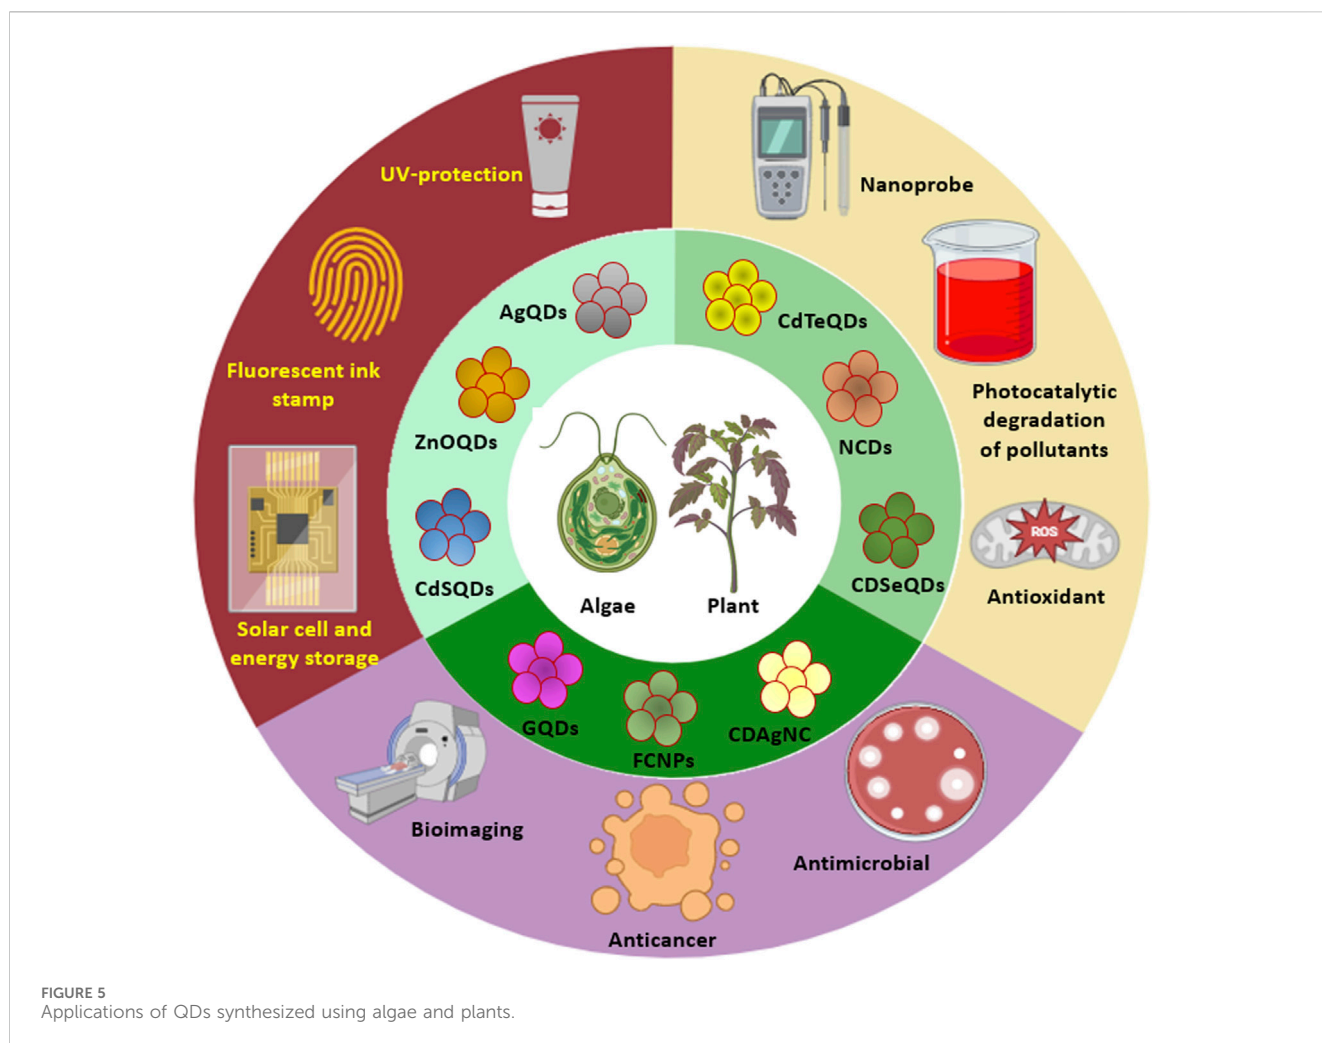 UV-protection
Nanoprobe
Fluorescent ink
stamp
Photocatalytic
degradation
of pollutants
Solar cell and
energy storage
ROS
Antioxidant
AgQDs
CdTeQDs
ZnOQDs
NCDs
CdSQDs
CDSeQDs
Algae
Plant
GQDs
FCNPs
CDAgNC
Bioimaging
Anticancer
Antimicrobial
FIGURE 5
Applications of QDs synthesized using algae and plants.